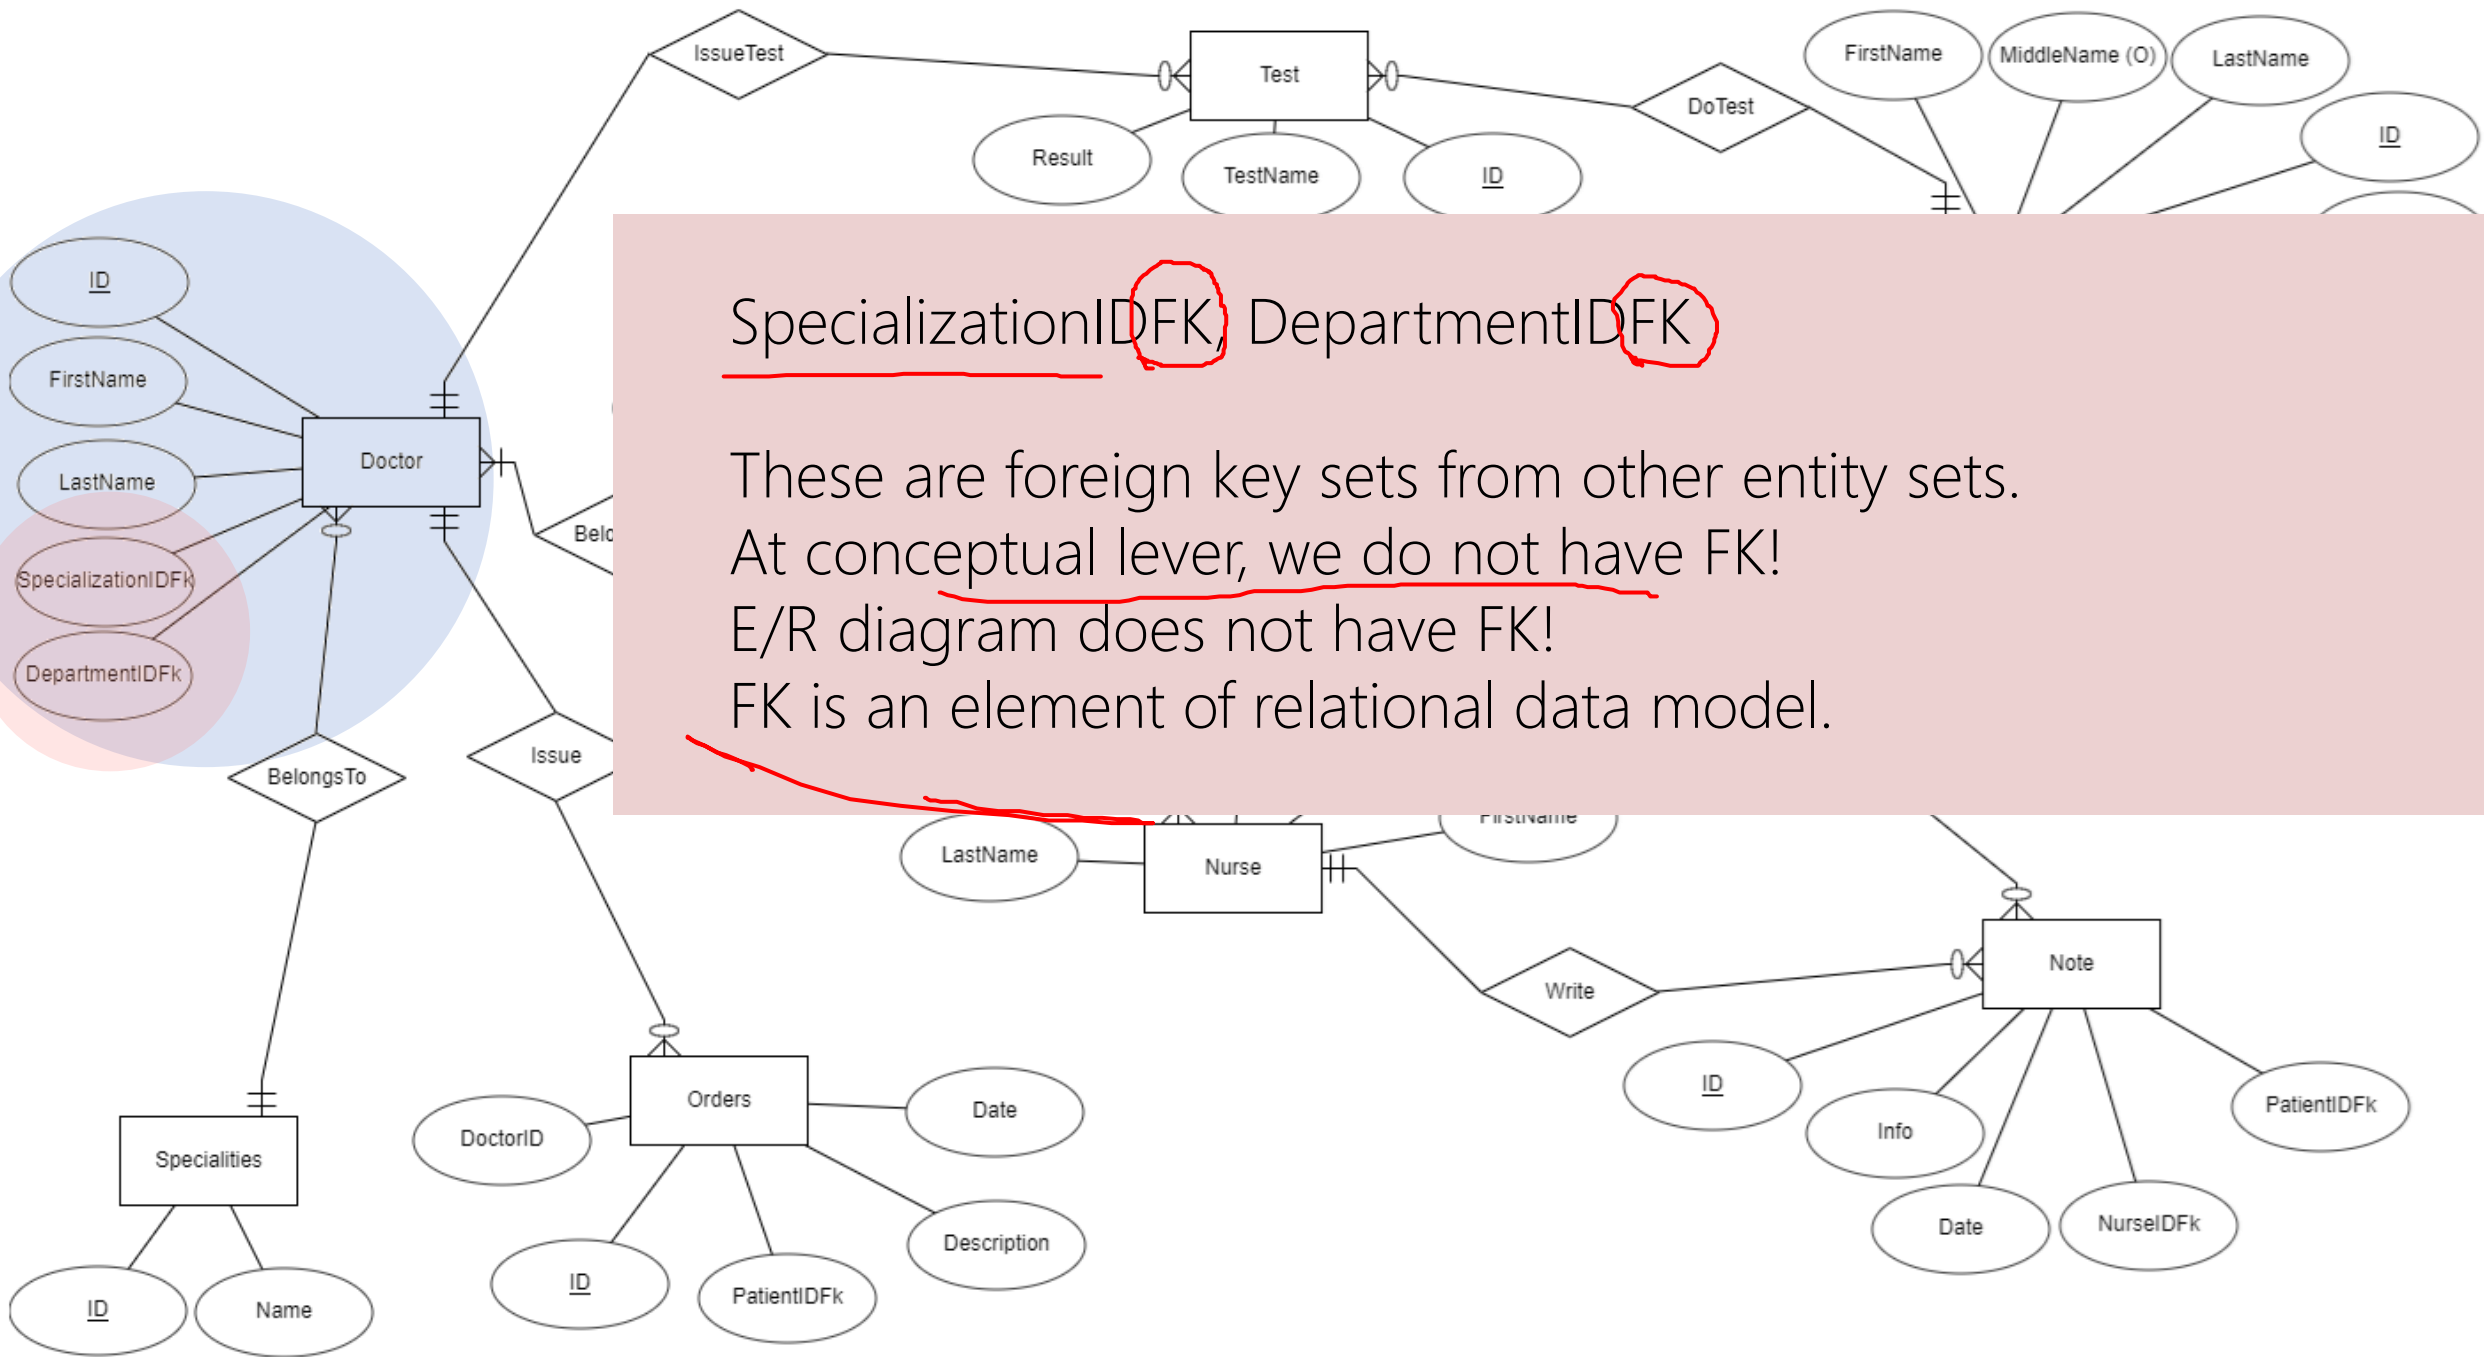 IssueTest
Test
FirstName
MiddleName (O)
LastName
DoTest
ID
Result
TestName
ID
ID
FirstName
LastName
SpecializationIDFk
DepartmentIDFk
Doctor
SpecializationIDFK, DepartmentIDFK
These are foreign key sets from other entity sets.
At conceptual lever, we do not have FK!
E/R diagram does not have FK!
FK is an element of relational data model.
BelongsTo
Issue
LastName
Nurse
FirstName
Write
Note
ID
Info
Date
NurseIDFk
PatientIDFk
Specialities
ID
Name
DoctorID
Orders
Date
ID
PatientIDFk
Description